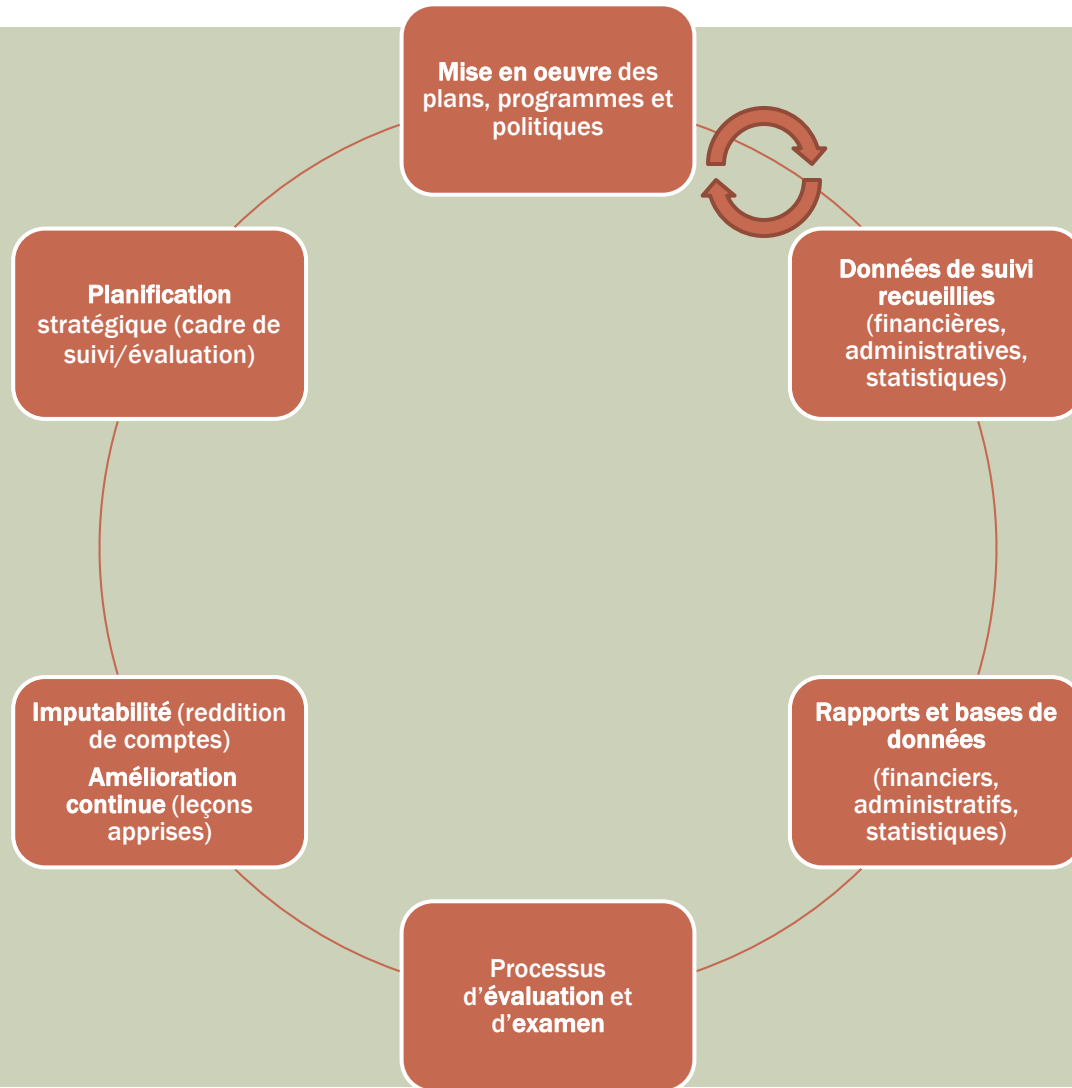 Mise en oeuvre des
plans, programmes et
politiques
Données de suivi
recueillies
(financières,
administratives,
statistiques)
Rapports et bases de
données
(financiers,
administratifs,
statistiques)
Processus
d'évaluation et
d'examen
Imputabilité (reddition
de comptes)
Amélioration
continue (leçons
apprises)
Planification
stratégique (cadre de
suivi/évaluation)